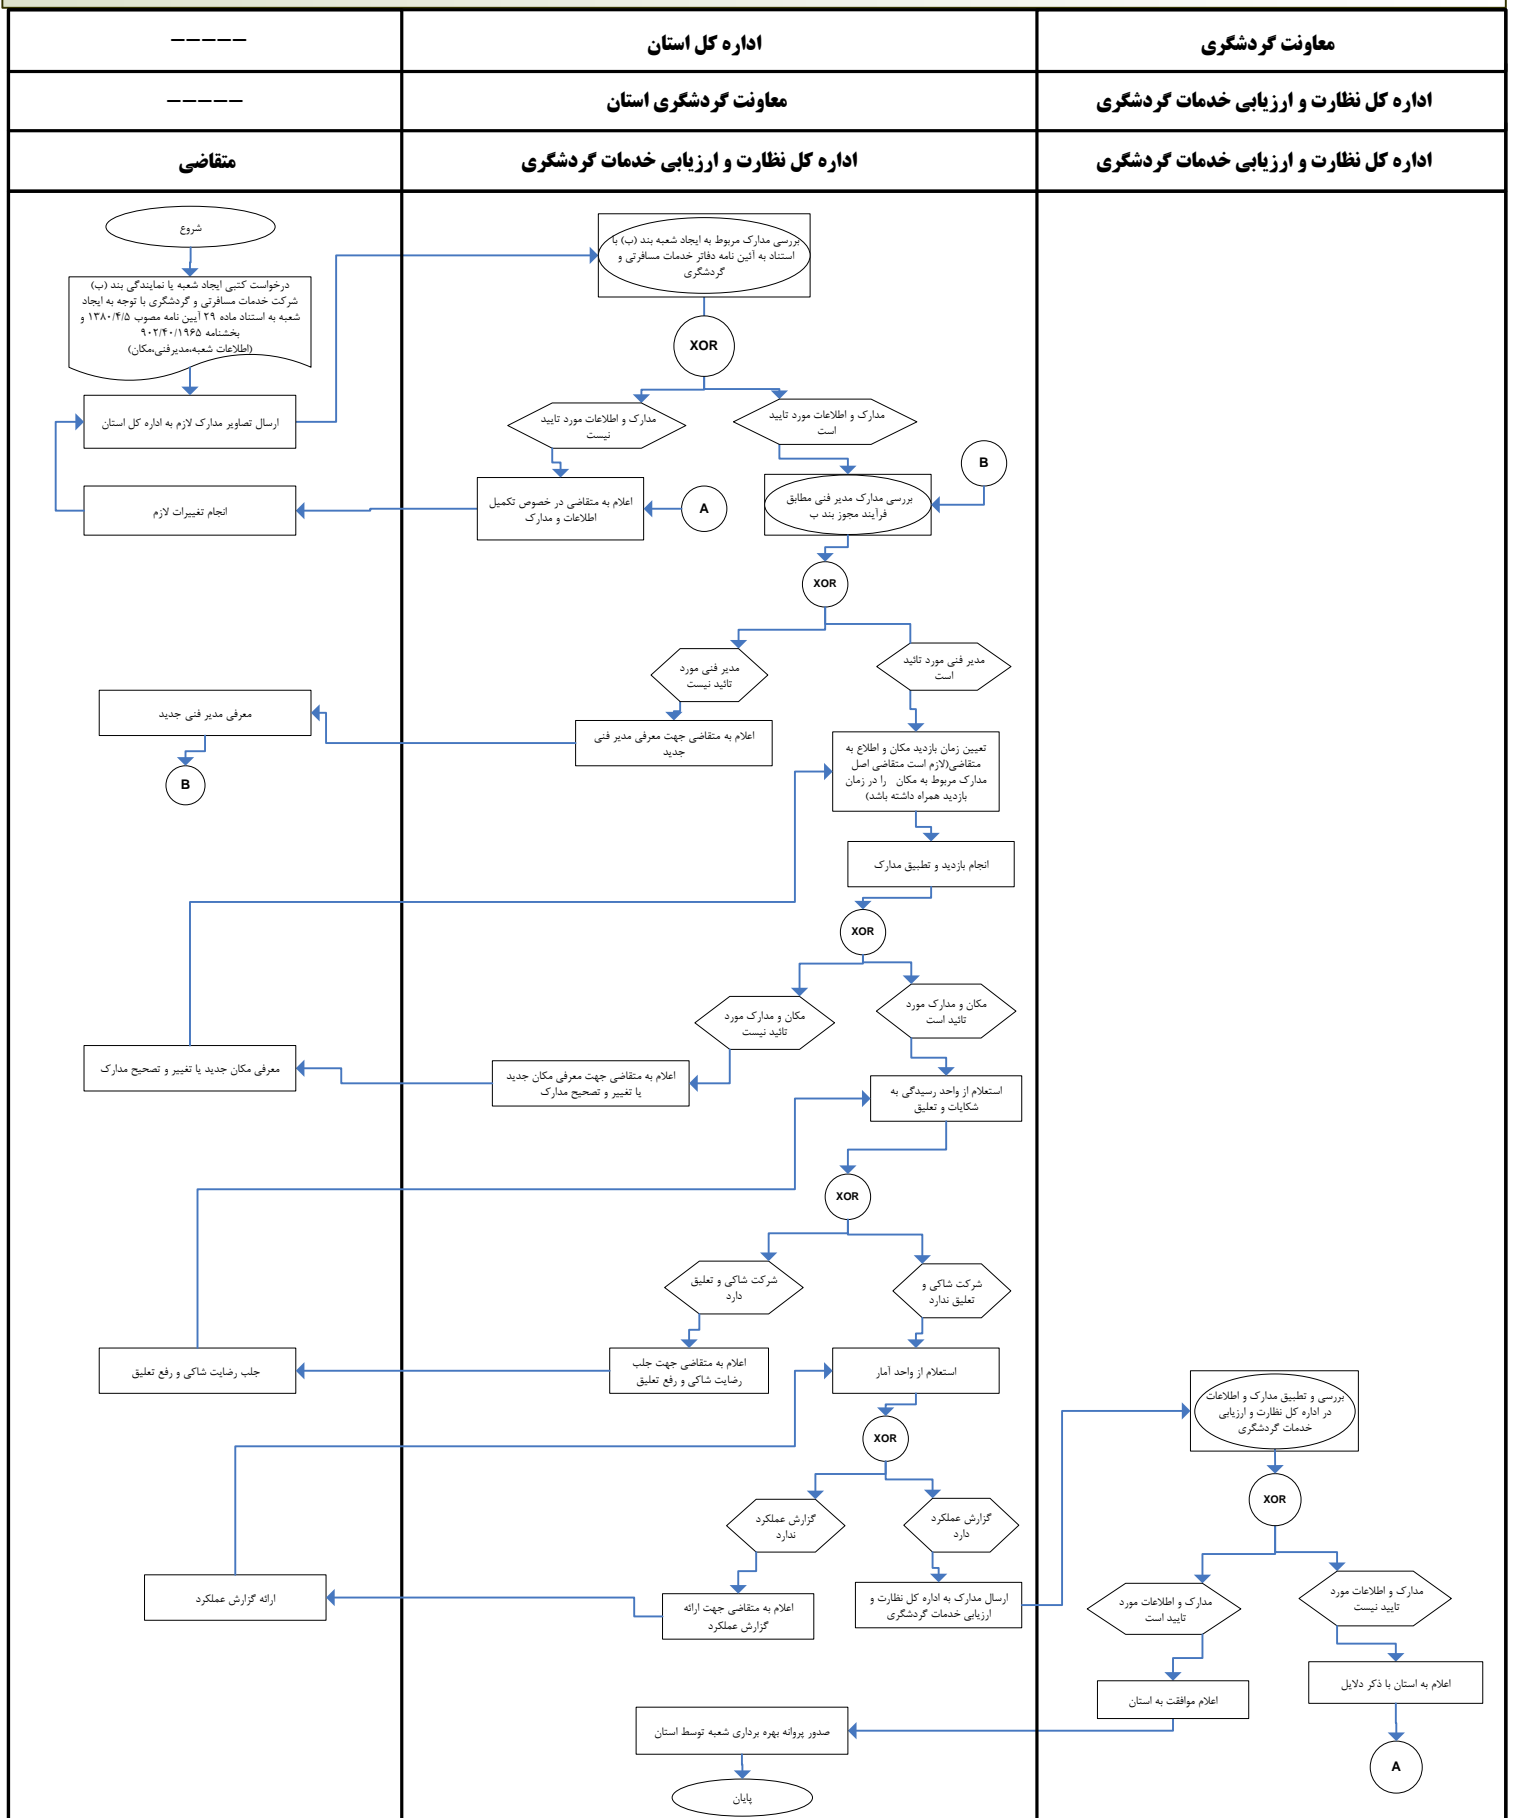 معاونت گردشگری
اداره کل استان
-----
اداره کل نظارت و ارزیابی خدمات گردشگری
معاونت گردشگری استان
-----
اداره کل نظارت و ارزیابی خدمات گردشگری
اداره کل نظارت و ارزیابی خدمات گردشگری
متقاضی
شروع
درخواست کتبی ایجاد شعبه یا نمایندگی بند (ب)
شرکت خدمات مسافرتی و گردشگری با توجه به ایجاد
شعبه به استناد ماده ۲۹ آیین نامه مصوب ۱۳۸۰/۴/۵ و
بخشنامه ۹۰۲/۴۰/۱۹۶۵
(اطلاعات شعبه،مدیرفنی،مکان)
ارسال تصاویر مدارک لازم به اداره کل استان
بررسی مدارک مربوط به ایجاد شعبه بند (ب) با
استناد به آئین نامه دفاتر خدمات مسافرتی و
گردشگری
XOR
مدارک و اطلاعات مورد تایید
است
مدارک و اطلاعات مورد تایید
نیست
B
بررسی مدارک مدیر فنی مطابق
فرآیند مجوز بند ب
A
اعلام به متقاضی در خصوص تکمیل
اطلاعات و مدارک
انجام تغییرات لازم
XOR
مدیر فنی مورد تائید
است
مدیر فنی مورد
تائید نیست
اعلام به متقاضی جهت معرفی مدیر فنی
جدید
معرفی مدیر فنی جدید
B
تعیین زمان بازدید مکان و اطلاع به
متقاضی(لازم است متقاضی اصل
مدارک مربوط به مکان را در زمان
بازدید همراه داشته باشد)
انجام بازدید و تطبیق مدارک
XOR
مکان و مدارک مورد
تائید است
مکان و مدارک مورد
تائید نیست
اعلام به متقاضی جهت معرفی مکان جدید
یا تغییر و تصحیح مدارک
معرفی مکان جدید یا تغییر و تصحیح مدارک
استعلام از واحد رسیدگی به
شکایات و تعلیق
XOR
شرکت شاکی و
تعلیق ندارد
شرکت شاکی و تعلیق
دارد
اعلام به متقاضی جهت جلب
رضایت شاکی و رفع تعلیق
جلب رضایت شاکی و رفع تعلیق
استعلام از واحد آمار
XOR
گزارش عملکرد
دارد
گزارش عملکرد
ندارد
اعلام به متقاضی جهت ارائه
گزارش عملکرد
ارائه گزارش عملکرد
ارسال مدارک به اداره کل نظارت و
ارزیابی خدمات گردشگری
بررسی و تطبیق مدارک و اطلاعات
در اداره کل نظارت و ارزیابی
خدمات گردشگری
XOR
مدارک و اطلاعات مورد
تایید نیست
مدارک و اطلاعات مورد
تایید است
اعلام به استان با ذکر دلایل
اعلام موافقت به استان
A
صدور پروانه بهره برداری شعبه توسط استان
پایان